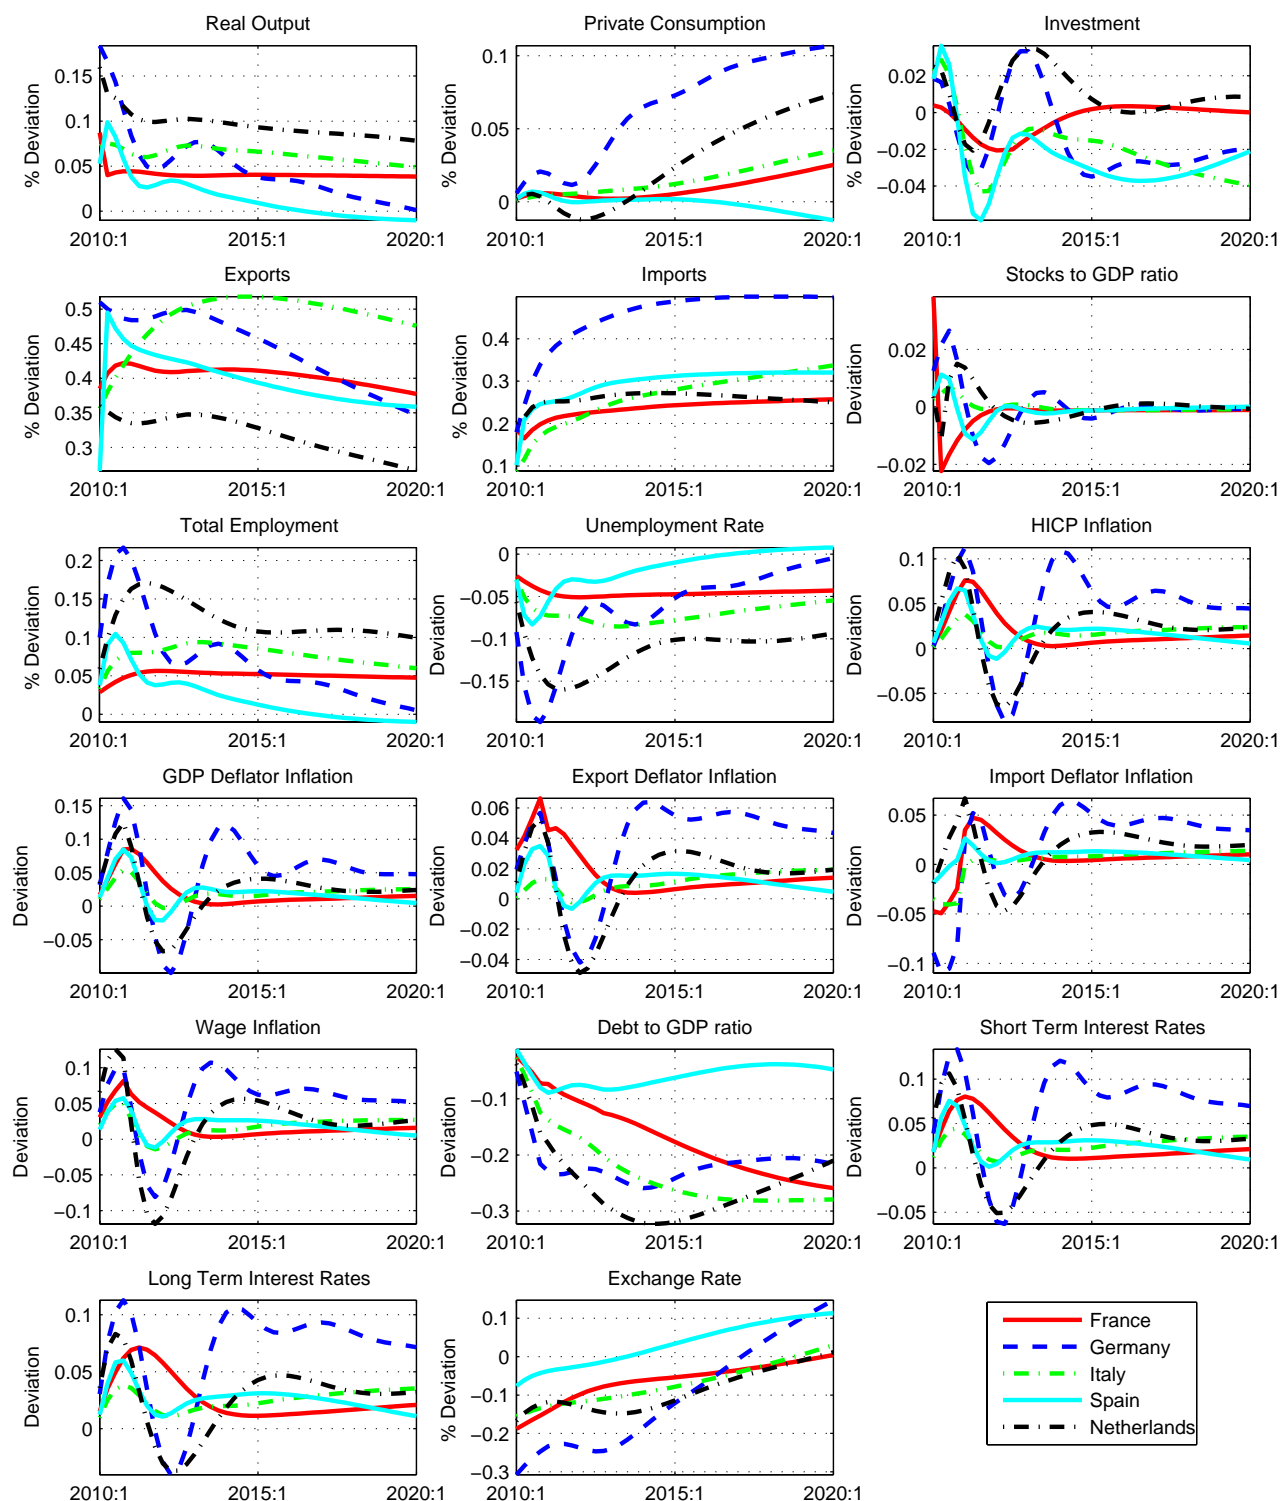 Real Output
Private Consumption
Investment
% Deviation
0.15
0.1
0.05
0
2010:1 2015:1 2020:1
% Deviation
0.1
0.05
0
2010:1 2015:1 2020:1
% Deviation
0.02
0
−0.02
−0.04
2010:1 2015:1 2020:1
Exports
Imports
Stocks to GDP ratio
% Deviation
0.5
0.45
0.4
0.35
0.3
2010:1 2015:1 2020:1
% Deviation
0.4
0.3
0.2
0.1
2010:1 2015:1 2020:1
Deviation
0.02
0
−0.02
2010:1 2015:1 2020:1
Total Employment
Unemployment Rate
HICP Inflation
% Deviation
0.2
0.15
0.1
0.05
0
2010:1 2015:1 2020:1
Deviation
0
−0.05
−0.1
−0.15
2010:1 2015:1 2020:1
Deviation
0.1
0.05
0
−0.05
2010:1 2015:1 2020:1
GDP Deflator Inflation
Export Deflator Inflation
Import Deflator Inflation
Deviation
0.15
0.1
0.05
0
−0.05
2010:1 2015:1 2020:1
Deviation
0.06
0.04
0.02
0
−0.02
−0.04
2010:1 2015:1 2020:1
Deviation
0.05
0
−0.05
−0.1
2010:1 2015:1 2020:1
Wage Inflation
Debt to GDP ratio
Short Term Interest Rates
Deviation
0.1
0.05
0
−0.05
−0.1
2010:1 2015:1 2020:1
Deviation
−0.1
−0.2
−0.3
2010:1 2015:1 2020:1
Deviation
0.1
0.05
0
−0.05
2010:1 2015:1 2020:1
Long Term Interest Rates
Exchange Rate
Deviation
0.1
0.05
0
2010:1 2015:1 2020:1
% Deviation
0.1
0
−0.1
−0.2
−0.3
2010:1 2015:1 2020:1
France
Germany
Italy
Spain
Netherlands